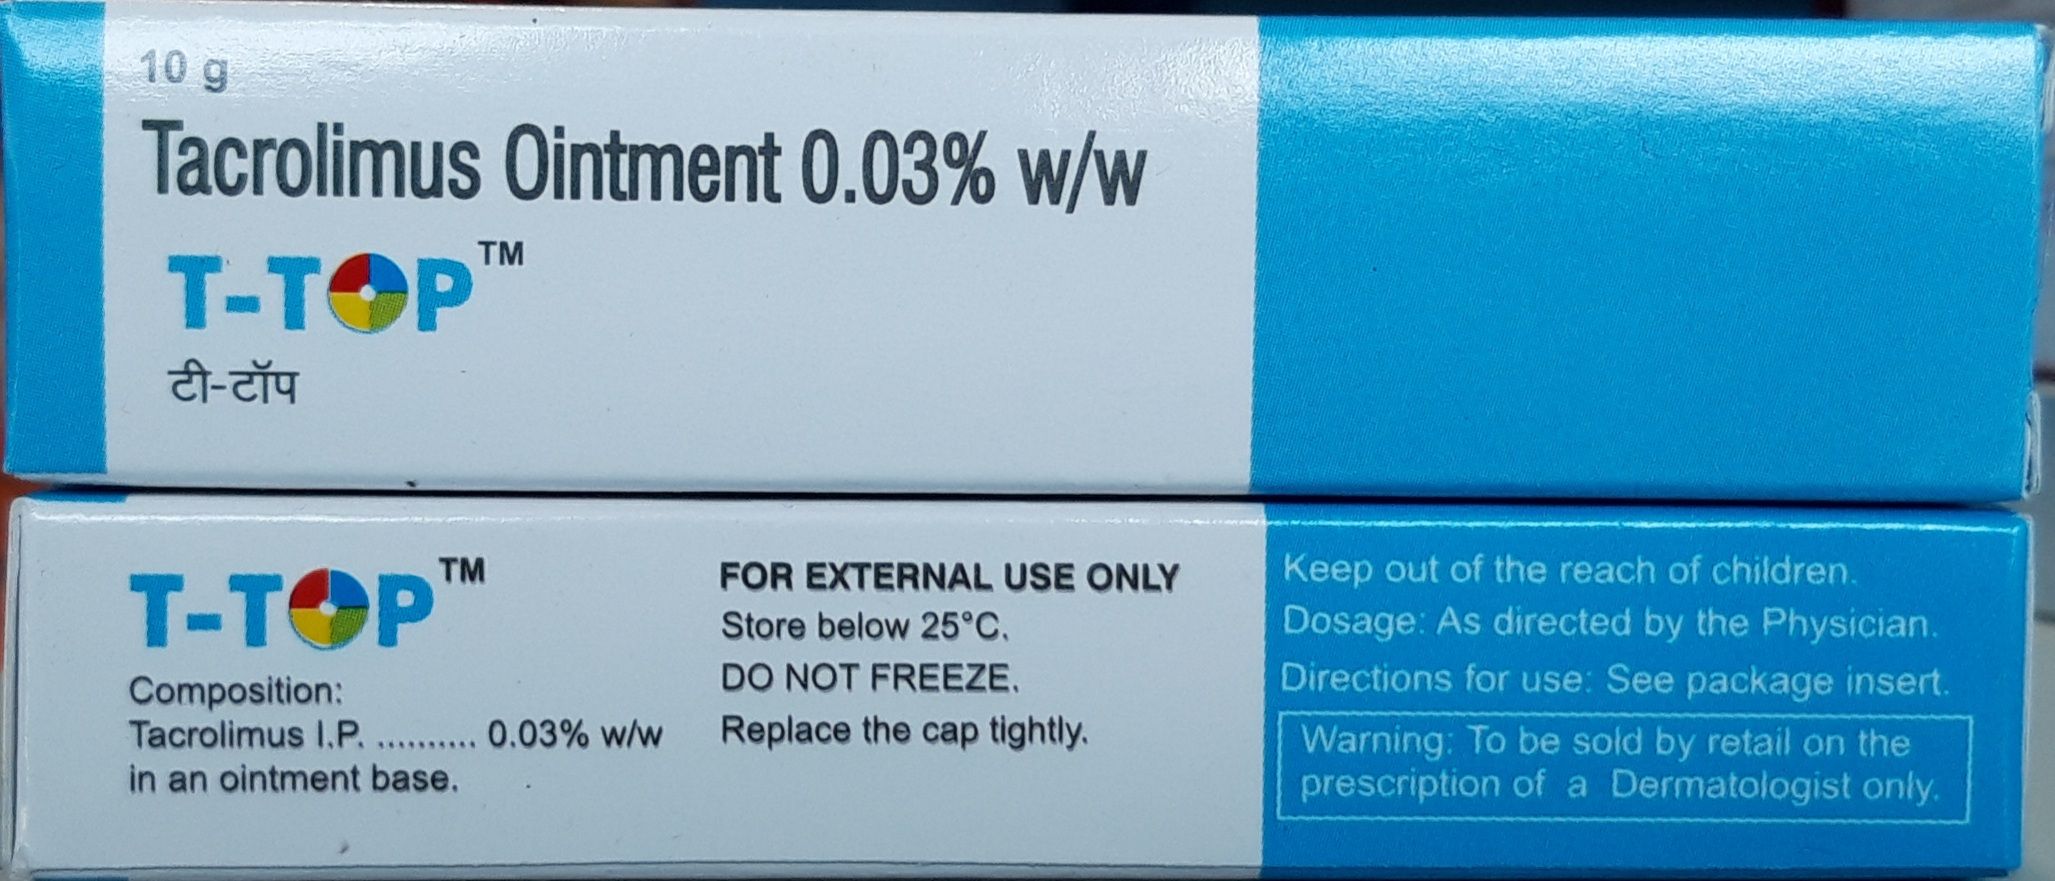 10 g
Tacrolimus Ointment 0.03% w/w
T-TOP™
टी-टॉप
T-TOP™
Composition:
Tacrolimus I.P. .......... 0.03% w/w
in an ointment base.
FOR EXTERNAL USE ONLY
Store below 25°C.
DO NOT FREEZE.
Replace the cap tightly.
Keep out of the reach of children.
Dosage: As directed by the Physician.
Directions for use: See package insert.
Warning: To be sold by retail on the
prescription of a Dermatologist only.